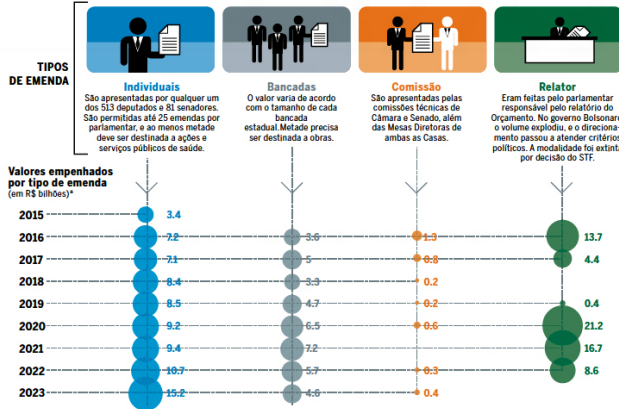 TIPOS
DE EMENDA
Individuais
São apresentadas por qualquer um
dos 513 deputados e 81 senadores.
São permitidas até 25 emendas por
parlamentar, e ao menos metade
deve ser destinada a ações e
serviços públicos de saúde.
Bancadas
O valor varia de acordo
com o tamanho de cada
bancada
estadual.Metade precisa
ser destinada a obras.
Comissão
São apresentadas pelas
comissões técnicas de
Câmara e Senado, além
das Mesas Diretoras de
ambas as Casas.
Relator
Eram feitas pelo parlamentar
responsável pelo relatório do
Orçamento. No governo Bolsonaro
o volume explodiu, e o direciona-
mento passou a atender critérios
políticos. A modalidade foi extinta
por decisão do STF.
Valores empenhados
por tipo de emenda
(em R$ bilhões)*
2015 3.4
2016 7.2 3.6 1.3 13.7
2017 7.1 5 0.8 4.4
2018 8.4 3.3 0.2
2019 8.5 4.7 0.2 0.4
2020 9.2 6.5 0.6 21.2
2021 9.4 7.2 16.7
2022 10.7 5.7 0.3 8.6
2023 15.2 4.6 0.4